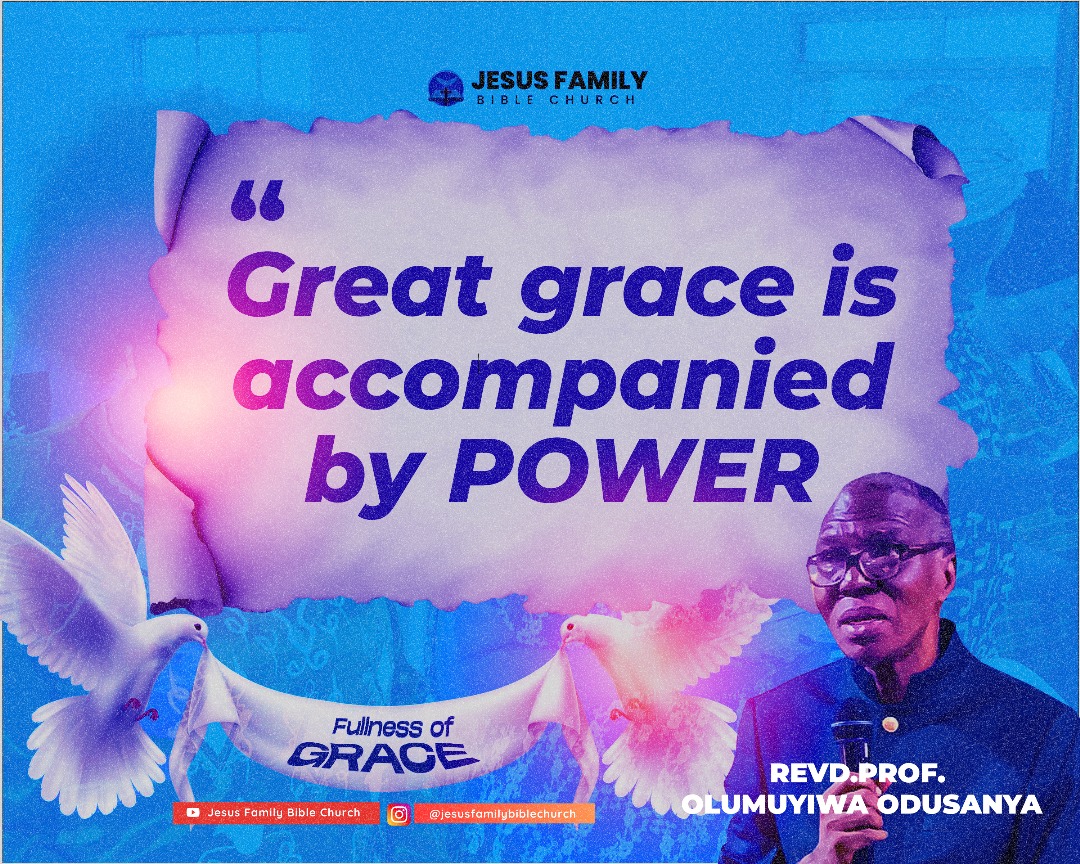 JESUS FAMILY
BIBLE CHURCH
“
Great grace is
accompanied
by POWER
Fullness of
GRACE
Jesus Family Bible Church
@jesusfamilybiblechurch
REVD.PROF.
OLUMUYIWA ODUSANYA